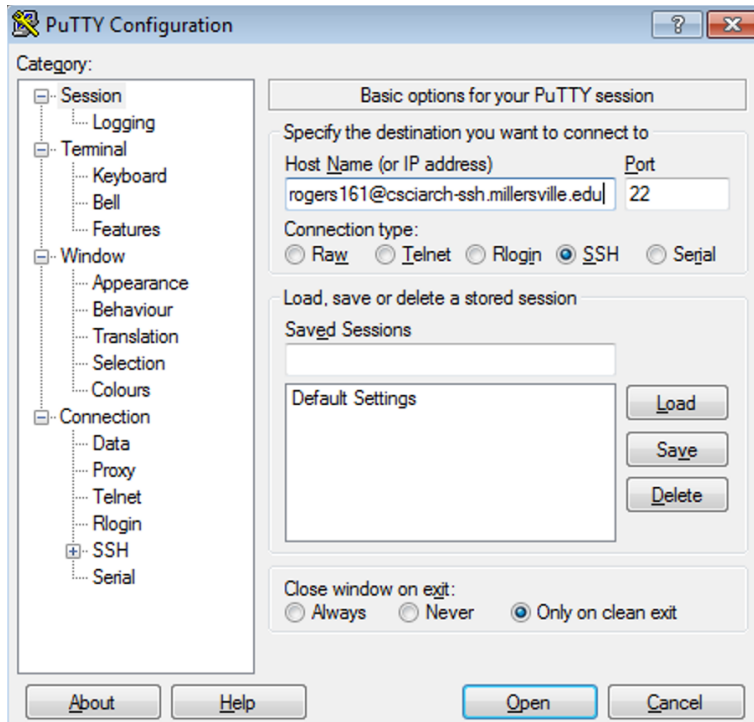 PuTTY Configuration
Category:
Session
Logging
Terminal
Keyboard
Bell
Features
Window
Appearance
Behaviour
Translation
Selection
Colours
Connection
Data
Proxy
Telnet
Rlogin
SSH
Serial
Basic options for your PuTTY session
Specify the destination you want to connect to
Host Name (or IP address) Port
rogers161@csciarch-ssh.millersville.edu 22
Connection type:
Raw Telnet Rlogin SSH Serial
Load, save or delete a stored session
Saved Sessions
Default Settings
Load
Save
Delete
Close window on exit:
Always Never Only on clean exit
About Help Open Cancel